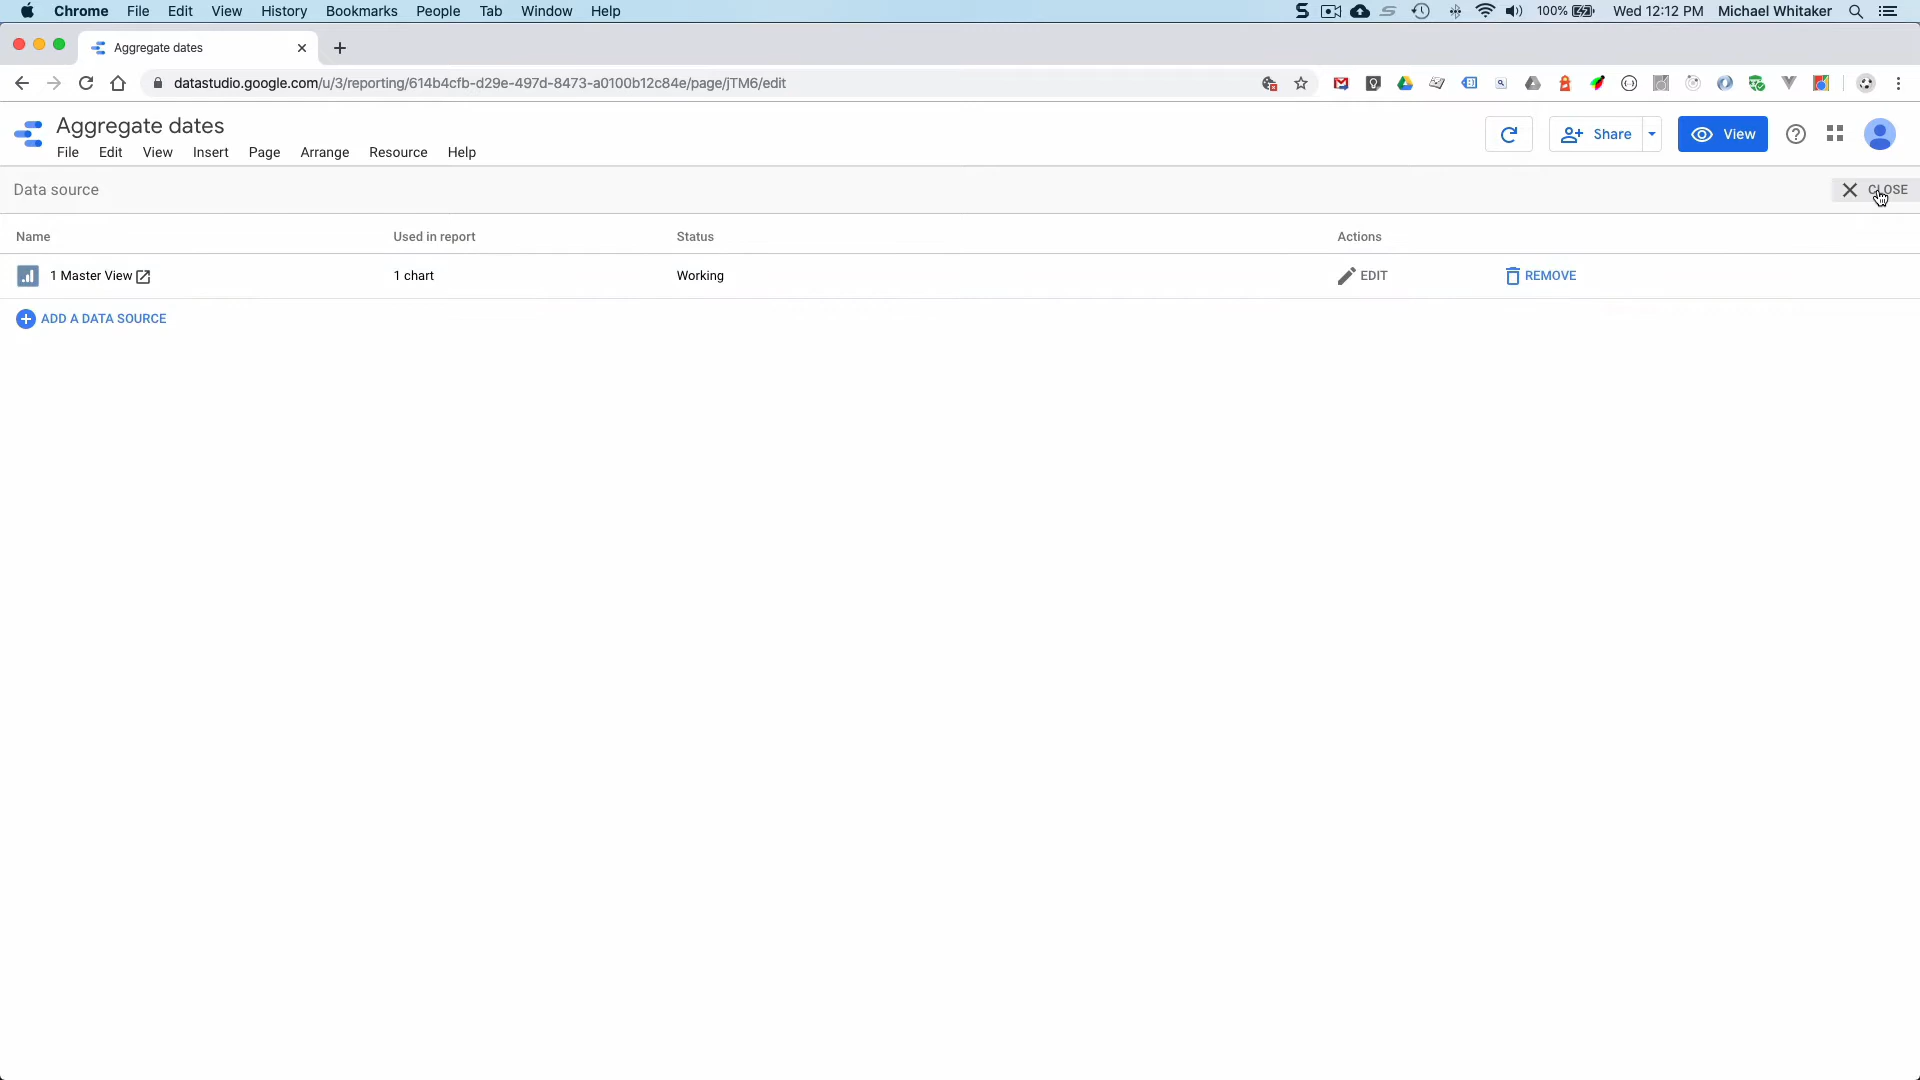 Chrome File Edit View History Bookmarks People Tab Window Help 100% Wed 12:12 PM Michael Whitaker
Aggregate dates
datastudio.google.com/u/3/reporting/614b4cfb-d29e-497d-8473-a0100b12c84e/page/jTM6/edit
Aggregate dates
File Edit View Insert Page Arrange Resource Help
Share View
Data source
CLOSE
Name Used in report Status Actions
1 Master View 1 chart Working EDIT REMOVE
ADD A DATA SOURCE